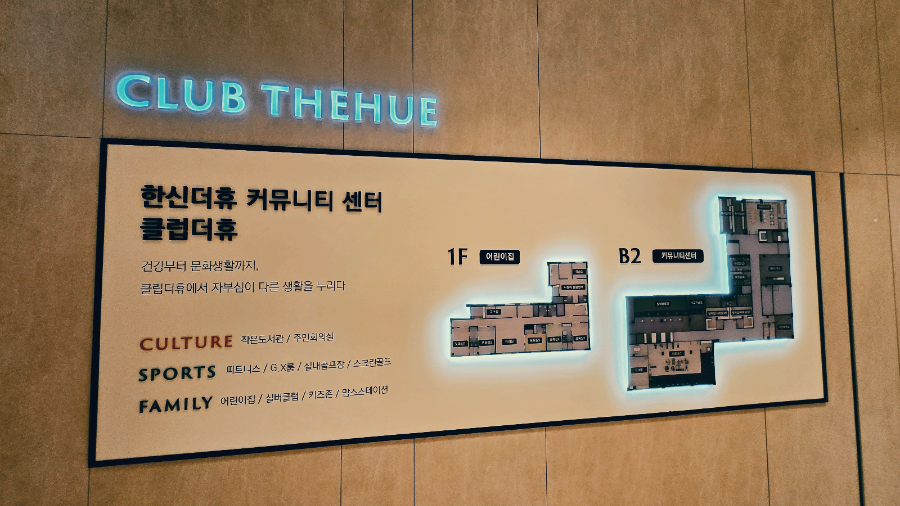 CLUB THEHUE
한신더휴 커뮤니티 센터
클럽더휴
건강부터 문화생활까지,
클럽더휴에서 자부심이 다른 생활을 누리다
CULTURE 작은도서관 / 주민회의실
SPORTS 피트니스 / G.X룸 / 실내골프장 / 스크린골프
FAMILY 어린이집 / 실버클럽 / 키즈존 / 맘스스테이션
1F 어린이집
B2 커뮤니티센터